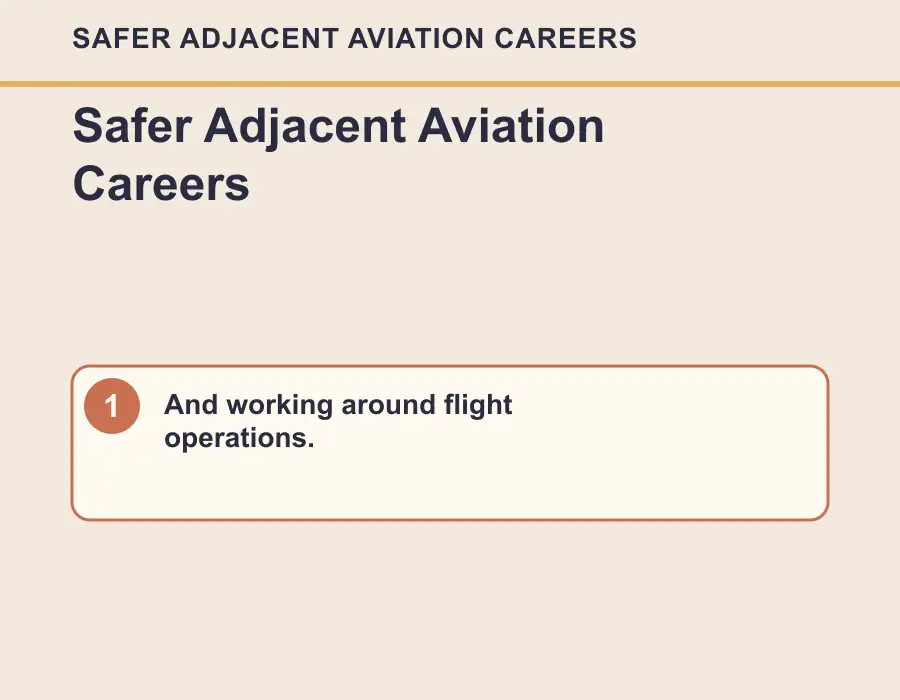 SAFER ADJACENT AVIATION CAREERS
Safer Adjacent Aviation
Careers
1
And working around flight
operations.